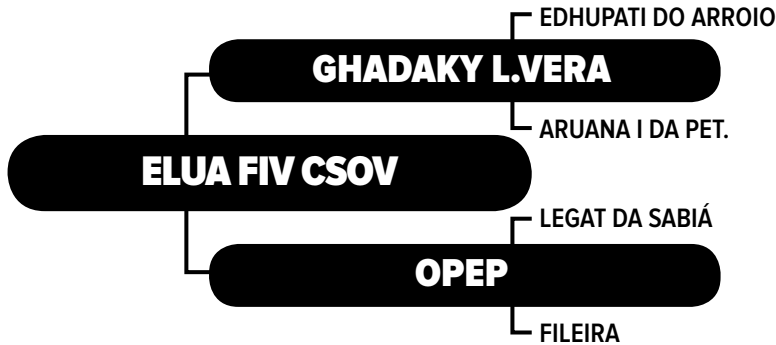 EDHUPATI DO ARROIO
GHADAKY L.VERA
ARUANA I DA PET.
ELUA FIV CSOV
LEGAT DA SABIÁ
OPEP
FILEIRA